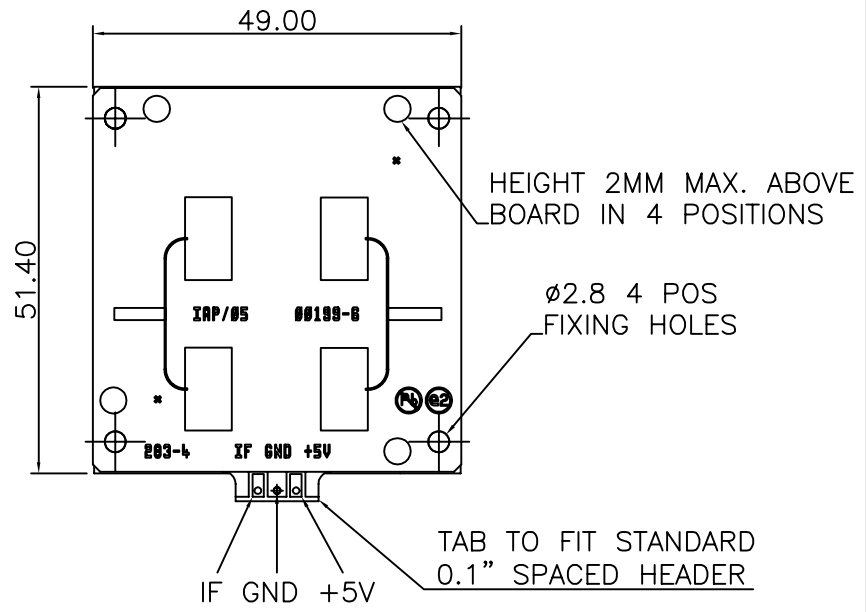 49.00
51.40
HEIGHT 2MM MAX. ABOVE
BOARD IN 4 POSITIONS
ø2.8 4 POS
FIXING HOLES
IAP/05 00199-6
Pb e2
203-4 IF GND +5V
IF GND +5V
TAB TO FIT STANDARD
0.1" SPACED HEADER